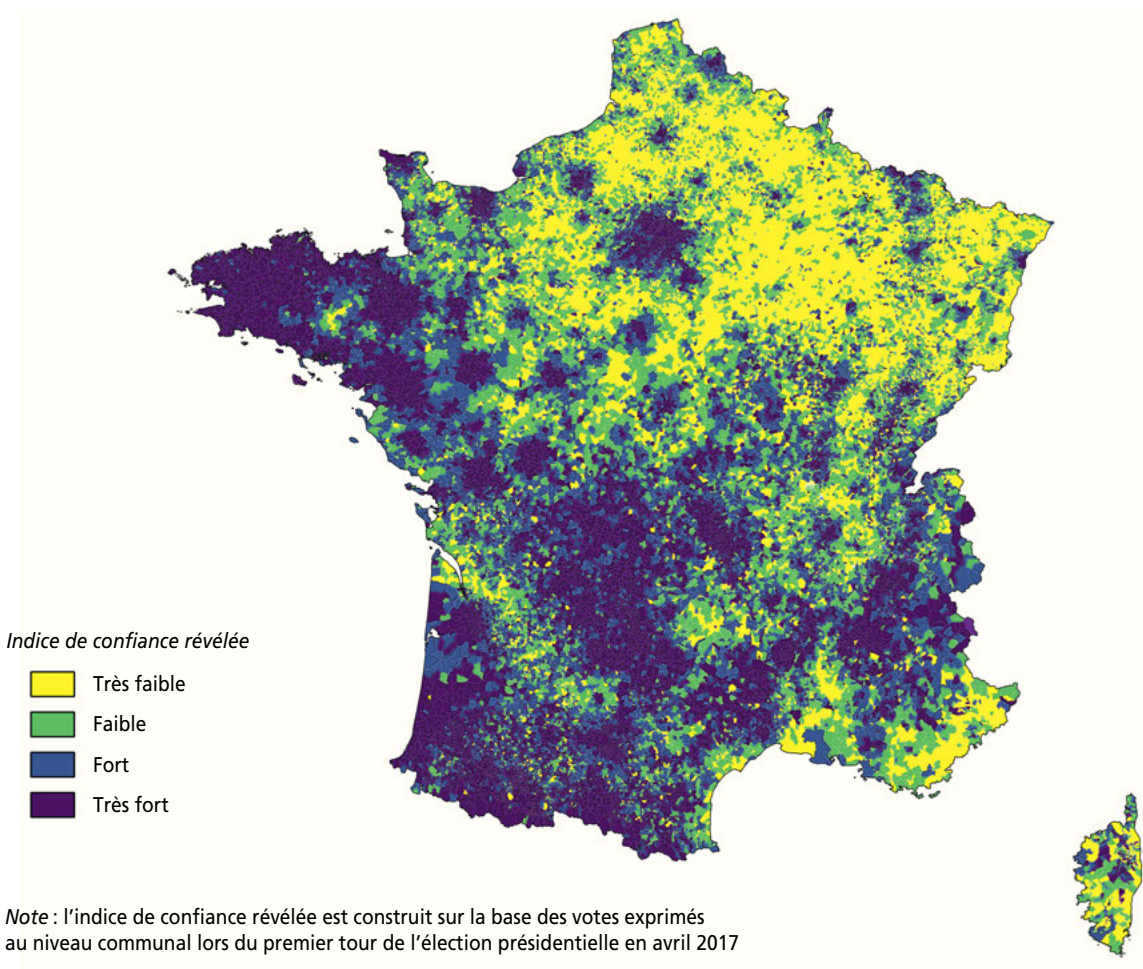 Indice de confiance révélée
Très faible
Faible
Fort
Très fort
Note : l’indice de confiance révélée est construit sur la base des votes exprimés
au niveau communal lors du premier tour de l’élection présidentielle en avril 2017